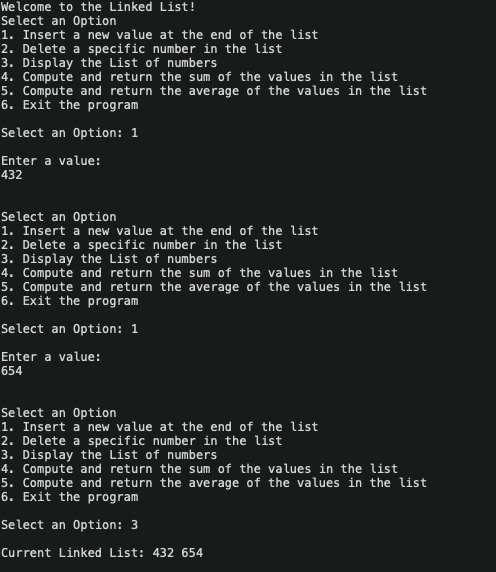 Welcome to the Linked List!
Select an Option
1. Insert a new value at the end of the list
2. Delete a specific number in the list
3. Display the List of numbers
4. Compute and return the sum of the values in the list
5. Compute and return the average of the values in the list
6. Exit the program
Select an Option: 1
Enter a value:
432
Select an Option
1. Insert a new value at the end of the list
2. Delete a specific number in the list
3. Display the List of numbers
4. Compute and return the sum of the values in the list
5. Compute and return the average of the values in the list
6. Exit the program
Select an Option: 1
Enter a value:
654
Select an Option
1. Insert a new value at the end of the list
2. Delete a specific number in the list
3. Display the List of numbers
4. Compute and return the sum of the values in the list
5. Compute and return the average of the values in the list
6. Exit the program
Select an Option: 3
Current Linked List: 432 654